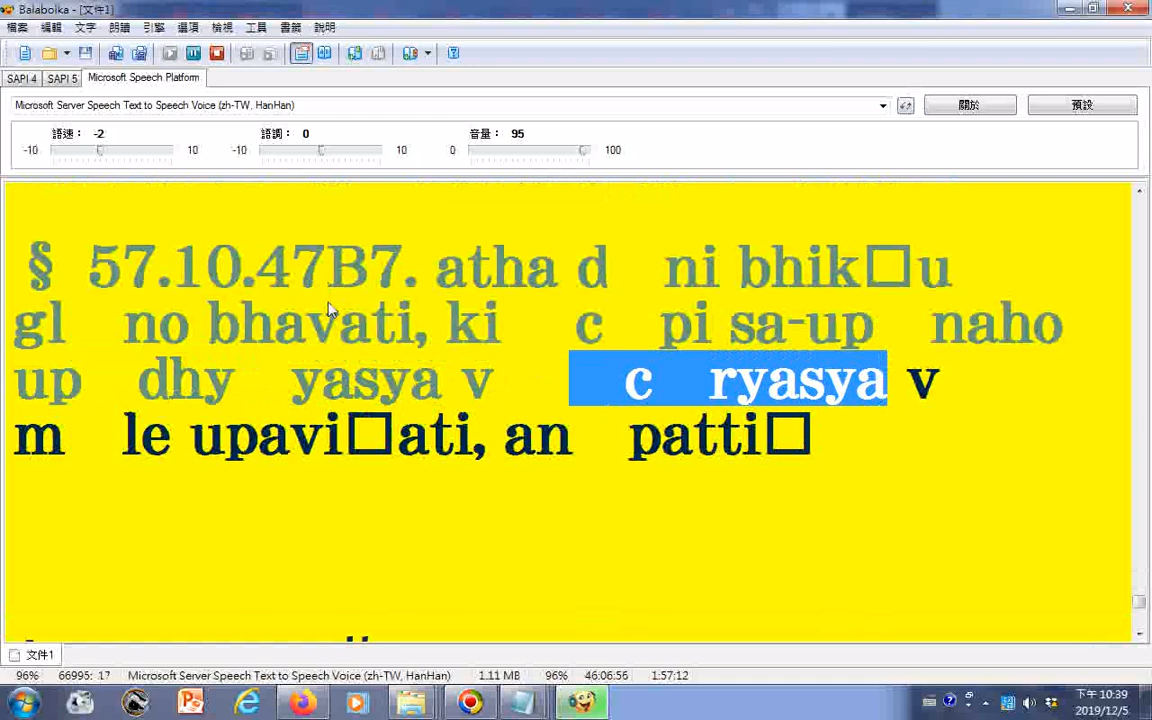 Balabolka - [文件1]
檔案 編輯 文字 朗讀 引擎 選項 檢視 工具 書籤 說明
SAPI 4 SAPI 5 Microsoft Speech Platform
Microsoft Server Speech Text to Speech Voice (zh-TW, HanHan) 關於 預設
語速： -2 語調： 0 音量： 95
-10 10 -10 10 0 100
§ 57.10.47B7. atha d ni bhik□u
gl no bhavati, ki c pi sa-up naho
up dhy yasya v c ryasya v
m le upavi□ati, an patti□
文件1
96% 66995: 17 Microsoft Server Speech Text to Speech Voice (zh-TW, HanHan) 1.11 MB 96% 46:06:56 1:57:12
下午 10:39
2019/12/5